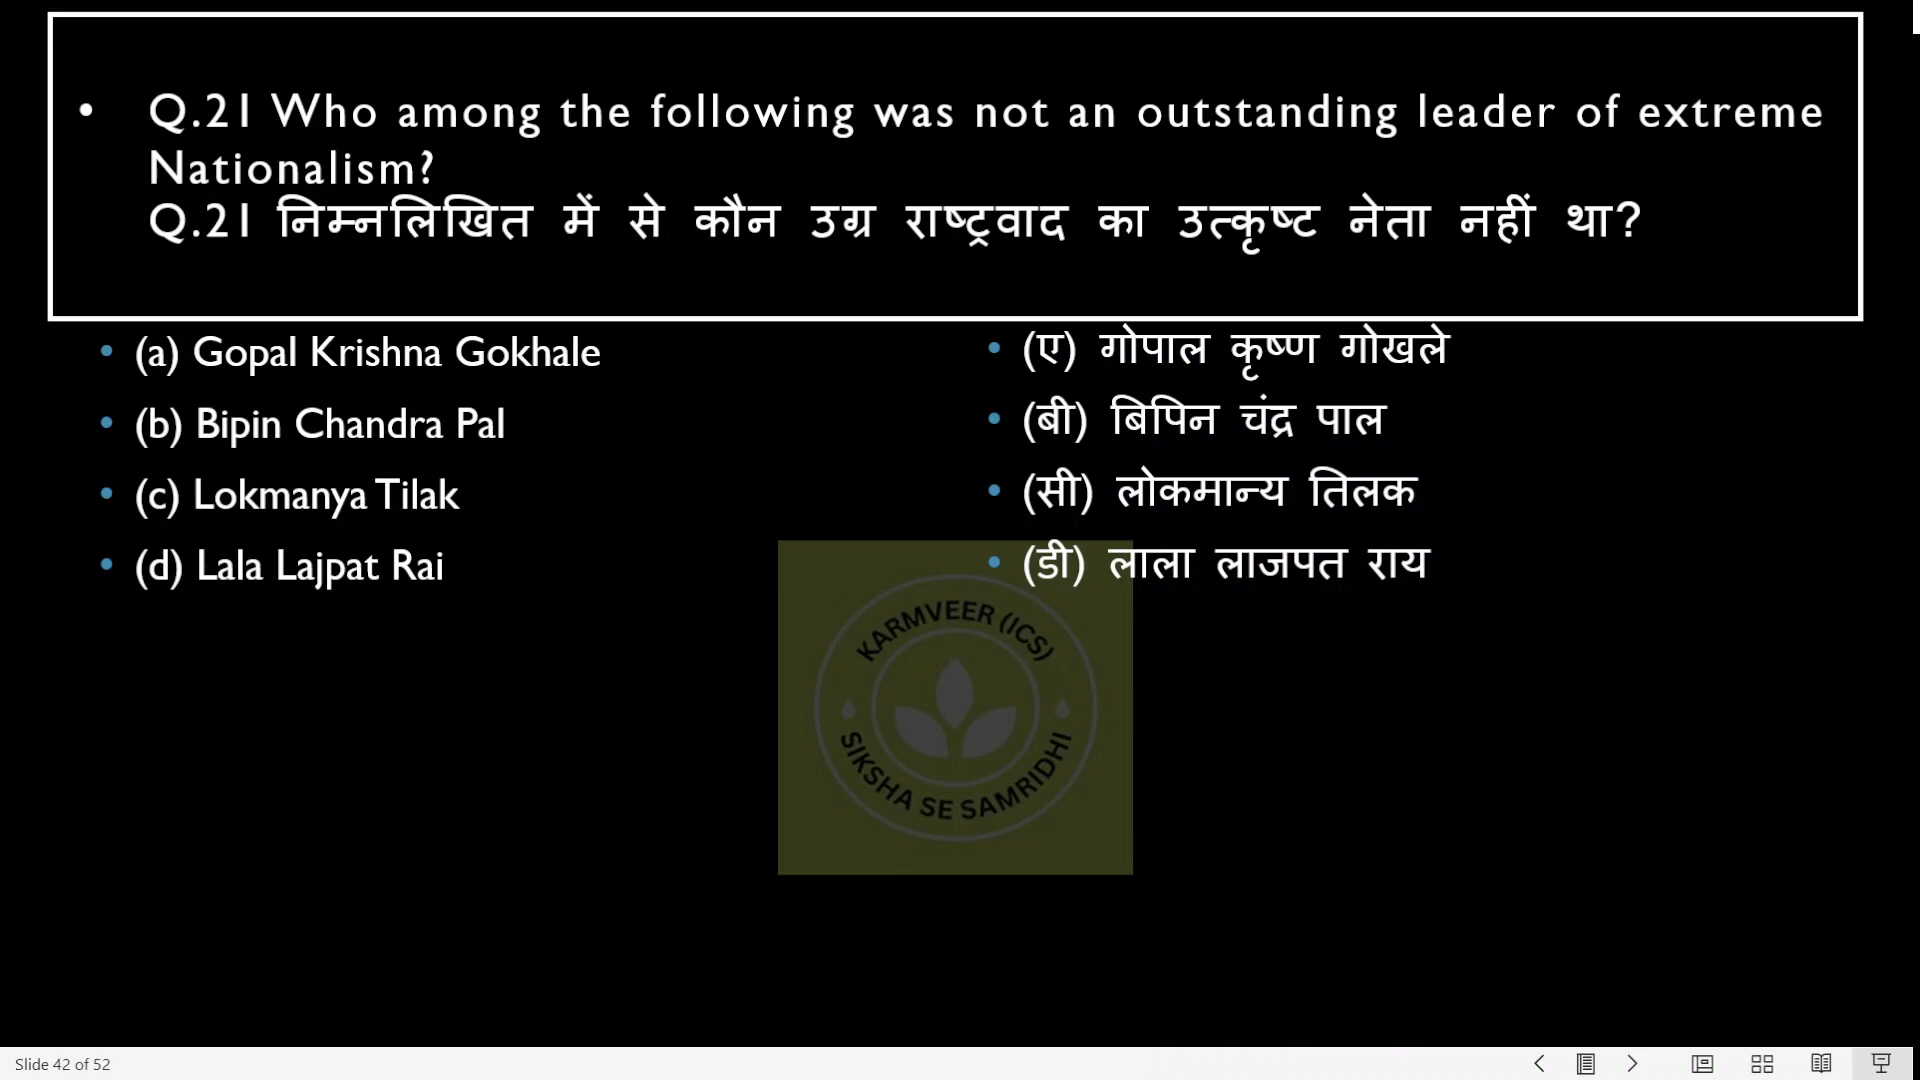 • Q.21 Who among the following was not an outstanding leader of extreme
Nationalism?
Q.21 निम्नलिखित में से कौन उग्र राष्ट्रवाद का उत्कृष्ट नेता नहीं था?
• (a) Gopal Krishna Gokhale
• (b) Bipin Chandra Pal
• (c) Lokmanya Tilak
• (d) Lala Lajpat Rai
• (ए) गोपाल कृष्ण गोखले
• (बी) बिपिन चंद्र पाल
• (सी) लोकमान्य तिलक
• (डी) लाला लाजपत राय
KARMVEER (ICS)
SIKSHA SE SAMRIDHI
Slide 42 of 52